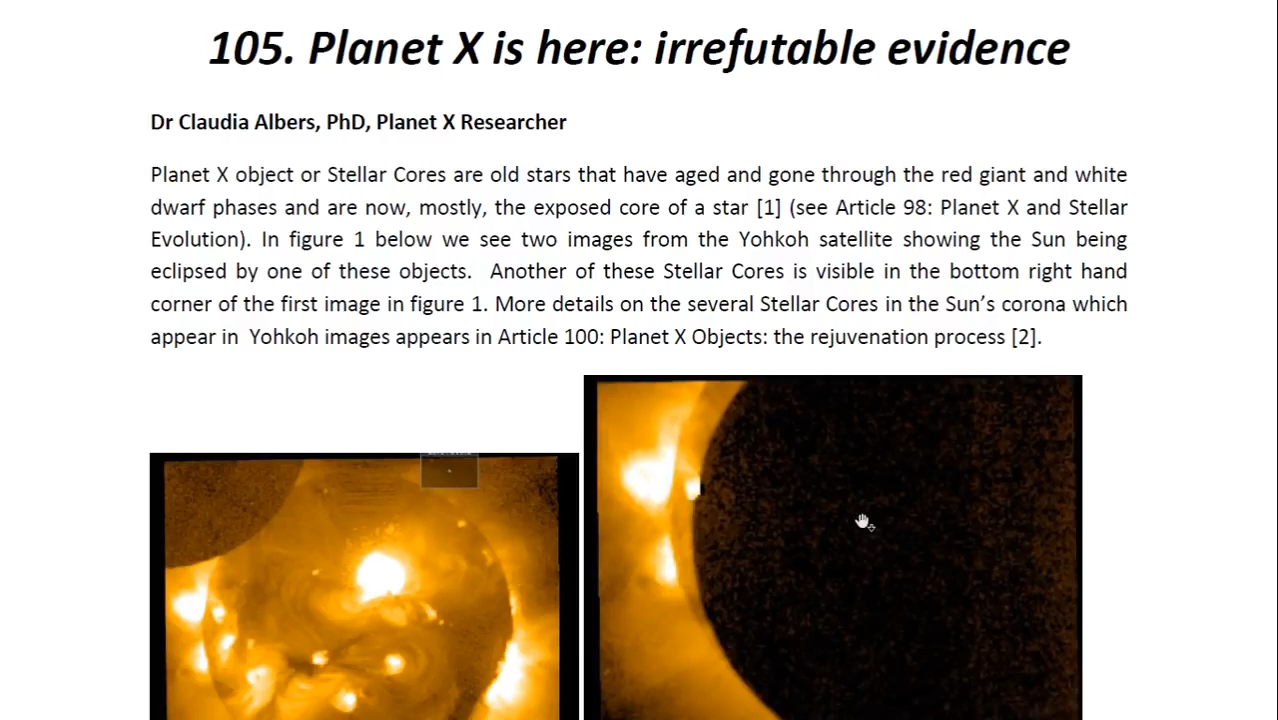 105. Planet X is here: irrefutable evidence
Dr Claudia Albers, PhD, Planet X Researcher
Planet X object or Stellar Cores are old stars that have aged and gone through the red giant and white
dwarf phases and are now, mostly, the exposed core of a star [1] (see Article 98: Planet X and Stellar
Evolution). In figure 1 below we see two images from the Yohkoh satellite showing the Sun being
eclipsed by one of these objects. Another of these Stellar Cores is visible in the bottom right hand
corner of the first image in figure 1. More details on the several Stellar Cores in the Sun's corona which
appear in Yohkoh images appears in Article 100: Planet X Objects: the rejuvenation process [2].